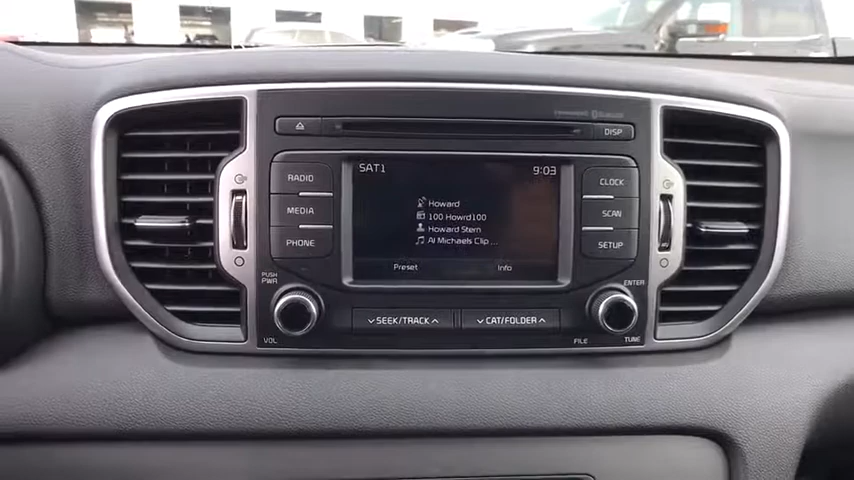 DISP
RADIO
MEDIA
PHONE
SAT1
9:03
Howard
100 Howrd100
Howard Stern
Al Michaels Clip ...
Preset
Info
CLOCK
SCAN
SETUP
PUSH
PWR
VOL
SEEK/TRACK
CAT/FOLDER
ENTER
FILE
TUNE